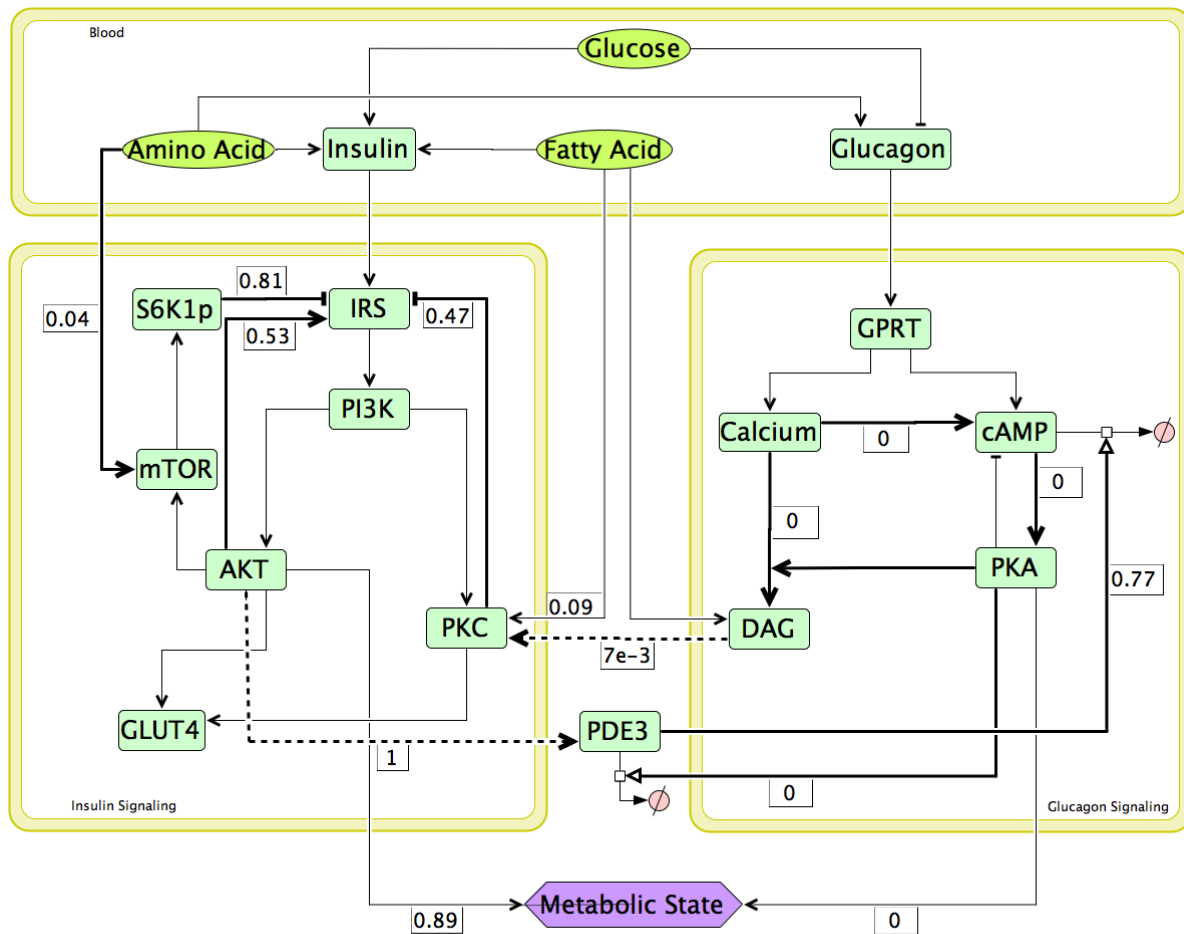 Blood
Glucose
Amino Acid
Insulin
Fatty Acid
Glucagon
S6K1p
0.81
IRS
0.47
0.04
0.53
GPRT
PI3K
Calcium
0
cAMP
mTOR
0
0
AKT
PKA
0.77
0.09
PKC
DAG
7e-3
GLUT4
PDE3
1
0
Insulin Signaling
Glucagon Signaling
Metabolic State
0.89
0